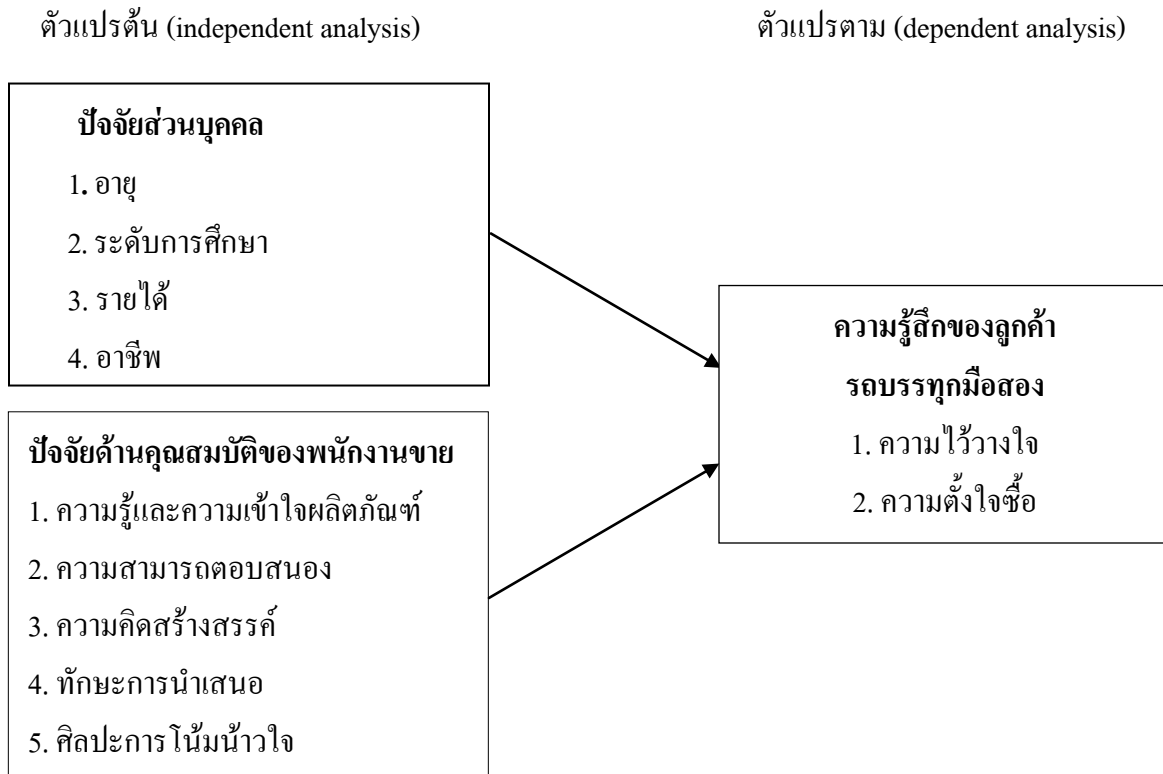 ตัวแปรต้น (independent analysis)
ตัวแปรตาม (dependent analysis)
ปัจจัยส่วนบุคคล
1. อายุ
2. ระดับการศึกษา
3. รายได้
4. อาชีพ
ปัจจัยด้านคุณสมบัติของพนักงานขาย
1. ความรู้และความเข้าใจผลิตภัณฑ์
2. ความสามารถตอบสนอง
3. ความคิดสร้างสรรค์
4. ทักษะการนำเสนอ
5. ศิลปะการโน้มน้าวใจ
ความรู้สึกของลูกค้า
รถบรรทุกมือสอง
1. ความไว้วางใจ
2. ความตั้งใจซื้อ